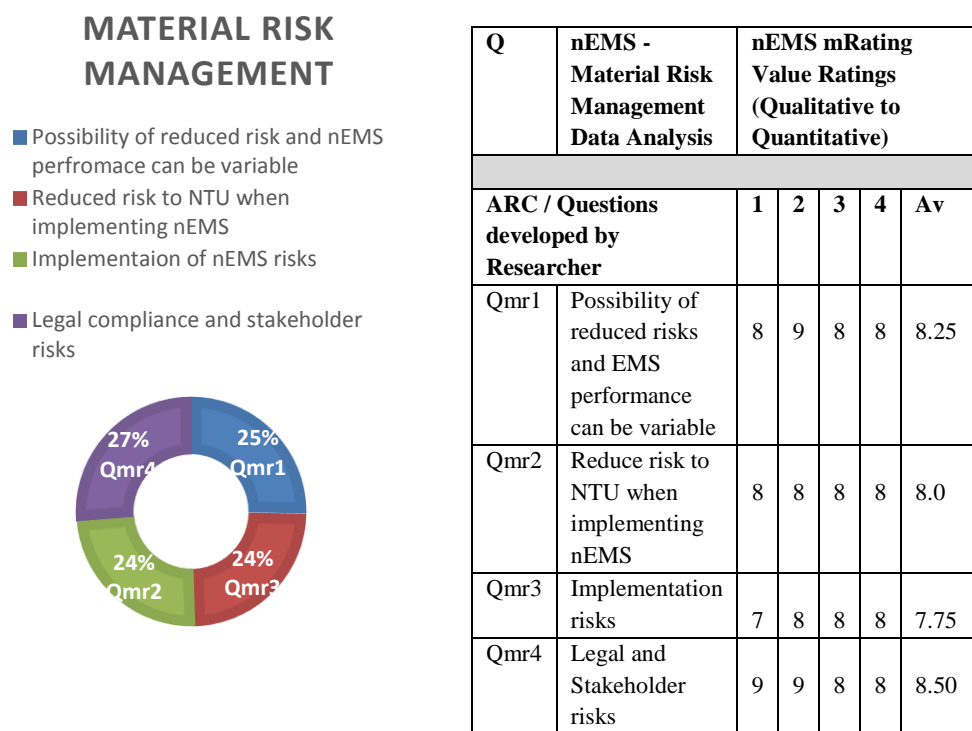 MATERIAL RISK
MANAGEMENT
Possibility of reduced risk and nEMS
perfromace can be variable
Reduced risk to NTU when
implementing nEMS
Implementaion of nEMS risks
Legal compliance and stakeholder
risks
27%
Qmr4
25%
Qmr1
24%
Qmr2
24%
Qmr3
Q
nEMS -
Material Risk
Management
Data Analysis
nEMS mRating
Value Ratings
(Qualitative to
Quantitative)
ARC / Questions
developed by
Researcher
1 2 3 4 Av
Qmr1
Possibility of
reduced risks
and EMS
performance
can be variable
8 9 8 8 8.25
Qmr2
Reduce risk to
NTU when
implementing
nEMS
8 8 8 8 8.0
Qmr3
Implementation
risks
7 8 8 8 7.75
Qmr4
Legal and
Stakeholder
risks
9 9 8 8 8.50